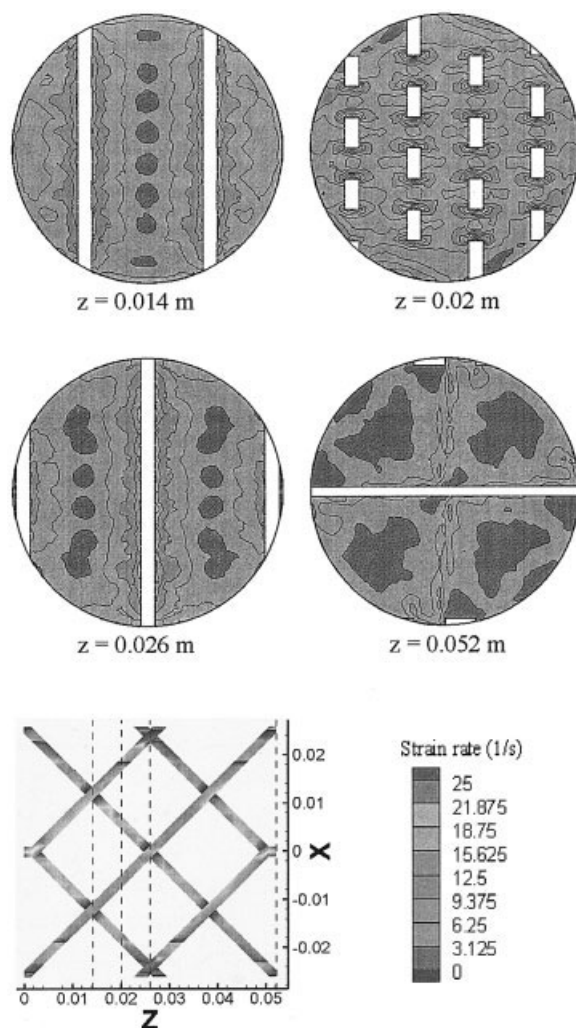 z = 0.014 m
z = 0.02 m
z = 0.026 m
z = 0.052 m
0.02
0.01
0
-0.01
-0.02
X
0
0.01
0.02
0.03
0.04
0.05
Z
Strain rate (1/s)
25
21.875
18.75
15.625
12.5
9.375
6.25
3.125
0